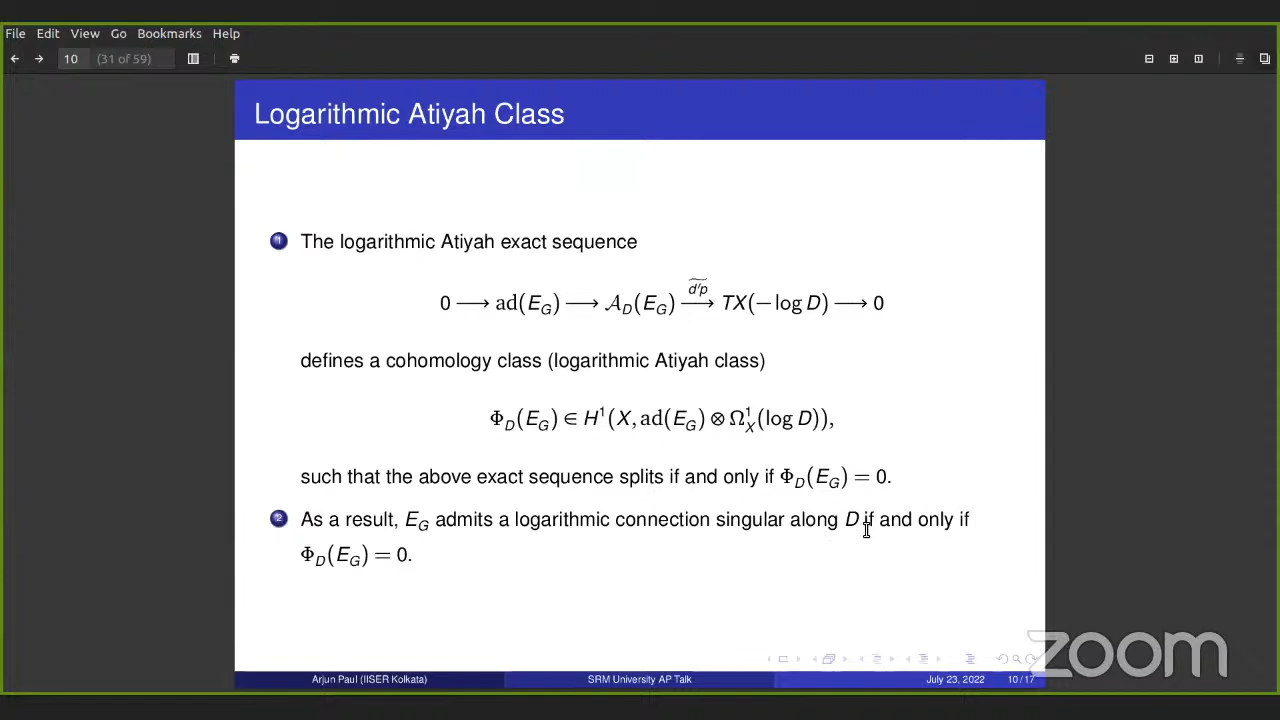 File Edit View Go Bookmarks Help
10 (31 of 59)
Logarithmic Atiyah Class
1 The logarithmic Atiyah exact sequence
0 ⟶ ad(E_G) ⟶ 𝒜_D(E_G) \xrightarrow{\widetilde{d'p}} TX(−log D) ⟶ 0
defines a cohomology class (logarithmic Atiyah class)
Φ_D(E_G) ∈ H¹(X, ad(E_G) ⊗ Ω¹_X(log D)),
such that the above exact sequence splits if and only if Φ_D(E_G) = 0.
2 As a result, E_G admits a logarithmic connection singular along D if and only if
Φ_D(E_G) = 0.
zoom
Arjun Paul (IISER Kolkata) SRM University AP Talk July 23, 2022 10 / 17